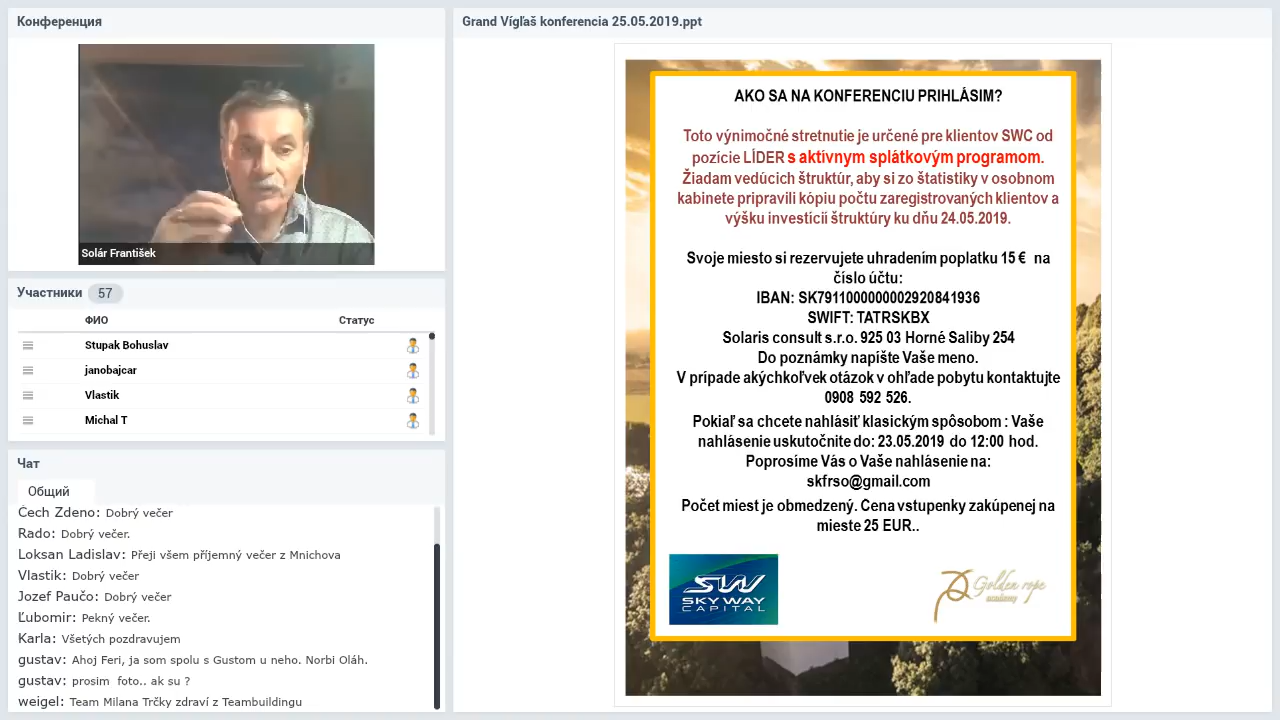 Конференция
Solár František
Участники 57
ФИО Статус
Stupak Bohuslav
janobajcar
Vlastik
Michal T
Чат
Общий
Čech Zdeno: Dobrý večer
Rado: Dobrý večer.
Loksan Ladislav: Přeji všem příjemný večer z Mnichova
Vlastik: Dobrý večer
Jozef Paučo: Dobrý večer
Ľubomir: Pekný večer.
Karla: Všetých pozdravujem
gustav: Ahoj Feri, ja som spolu s Gustom u neho. Norbi Oláh.
gustav: prosim foto.. ak su ?
weigel: Team Milana Trčky zdraví z Teambuildingu
Grand Vígľaš konferencia 25.05.2019.ppt
AKO SA NA KONFERENCIU PRIHLÁSIM?
Toto výnimočné stretnutie je určené pre klientov SWC od
pozície LÍDER s aktívnym splátkovým programom.
Žiadam vedúcich štruktúr, aby si zo štatistiky v osobnom
kabinete pripravili kópiu počtu zaregistrovaných klientov a
výšku investícií štruktúry ku dňu 24.05.2019.
Svoje miesto si rezervujete uhradením poplatku 15 € na
číslo účtu:
IBAN: SK7911000000002920841936
SWIFT: TATRSKBX
Solaris consult s.r.o. 925 03 Horné Saliby 254
Do poznámky napíšte Vaše meno.
V prípade akýchkoľvek otázok v ohľade pobytu kontaktujte
0908 592 526.
Pokiaľ sa chcete nahlásiť klasickým spôsobom : Vaše
nahlásenie uskutočnite do: 23.05.2019 do 12:00 hod.
Poprosíme Vás o Vaše nahlásenie na:
skfrso@gmail.com
Počet miest je obmedzený. Cena vstupenky zakúpenej na
mieste 25 EUR..
SW
SKY WAY
CAPITAL
Golden rope
academy